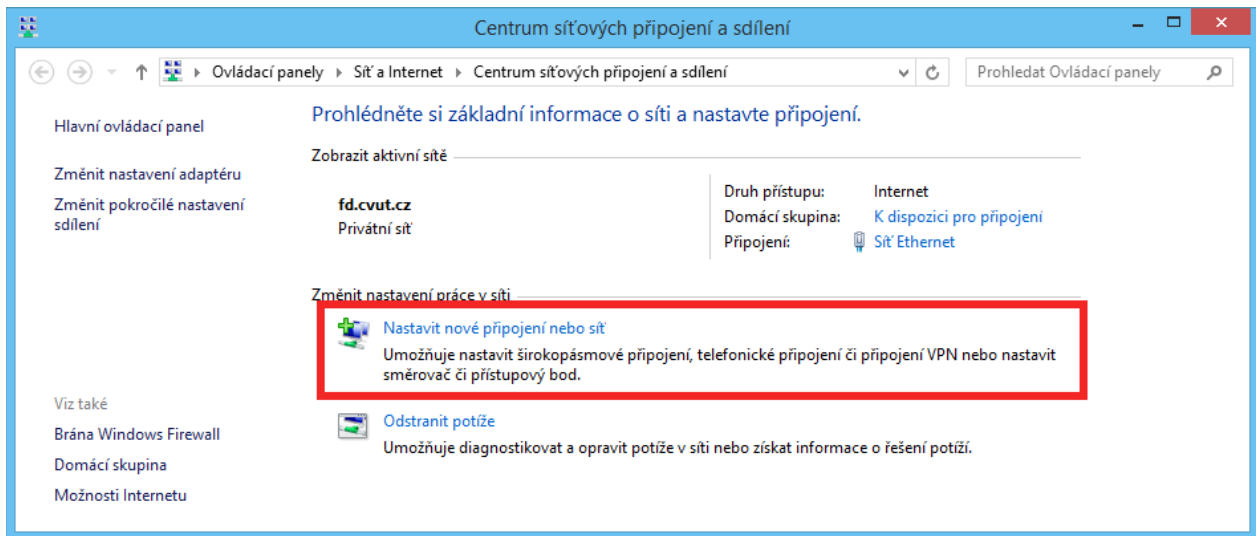 Centrum síťových připojení a sdílení
Ovládací panely
Síť a Internet
Centrum síťových připojení a sdílení
Prohledat Ovládací panely
Hlavní ovládací panel
Změnit nastavení adaptéru
Změnit pokročilé nastavení
sdílení
Prohlédněte si základní informace o síti a nastavte připojení.
Zobrazit aktivní sítě
fd.cvut.cz
Privátní síť
Druh přístupu: Internet
Domácí skupina: K dispozici pro připojení
Připojení: Síť Ethernet
Změnit nastavení práce v síti
Nastavit nové připojení nebo síť
Umožňuje nastavit širokopásmové připojení, telefonické připojení či připojení VPN nebo nastavit
směrovač či přístupový bod.
Odstranit potíže
Umožňuje diagnostikovat a opravit potíže v síti nebo získat informace o řešení potíží.
Viz také
Brána Windows Firewall
Domácí skupina
Možnosti Internetu